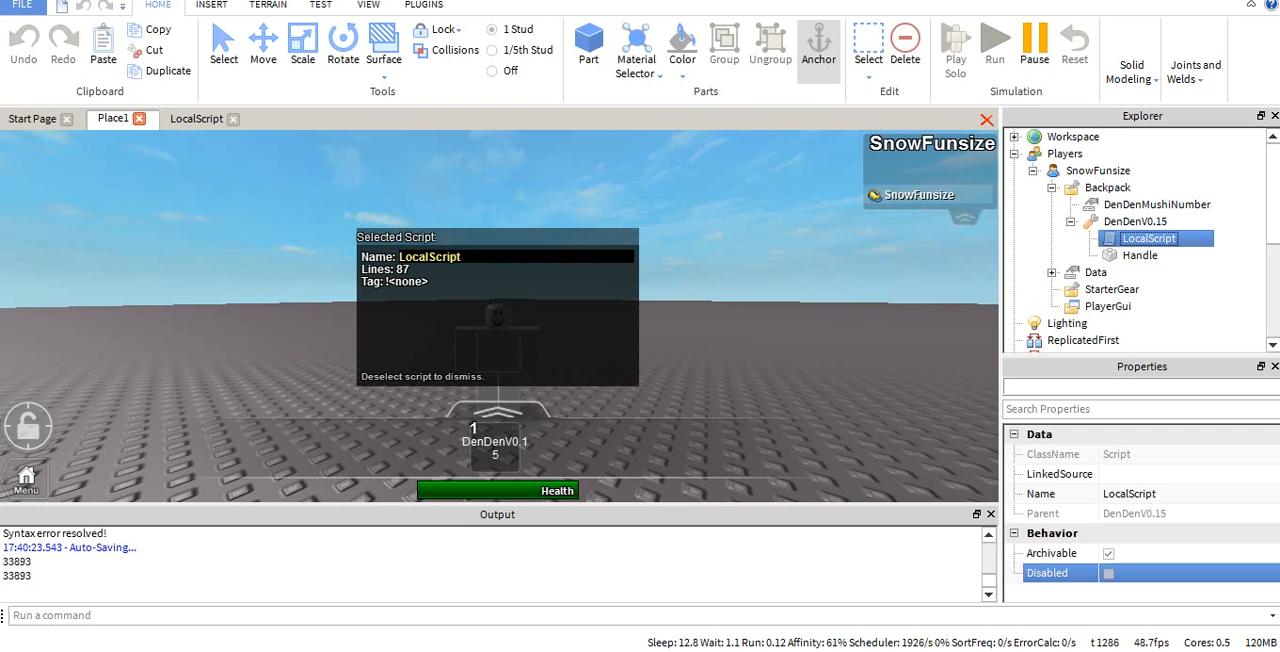 FILE HOME INSERT TERRAIN TEST VIEW PLUGINS
Undo Redo Paste
Copy
Cut
Duplicate
Clipboard
Select Move Scale Rotate Surface
Lock
Collisions
1 Stud
1/5th Stud
Off
Tools
Part Material Selector Color Group Ungroup Anchor
Parts
Select Delete
Edit
Play Solo Run Pause Reset
Simulation
Solid Modeling
Joints and Welds
Start Page Place1 LocalScript
SnowFunsize
SnowFunsize
Selected Script:
Name: LocalScript
Lines: 87
Tag: !<none>
Deselect script to dismiss.
1
DenDenV0.1
5
Menu
Health
Output
Syntax error resolved!
17:40:23.543 - Auto-Saving...
33893
33893
Run a command
Explorer
Workspace
Players
SnowFunsize
Backpack
DenDenMushiNumber
DenDenV0.15
LocalScript
Handle
Data
StarterGear
PlayerGui
Lighting
ReplicatedFirst
Properties
Search Properties
Data
ClassName Script
LinkedSource
Name LocalScript
Parent DenDenV0.15
Behavior
Archivable
Disabled
Sleep: 12.8 Wait: 1.1 Run: 0.12 Affinity: 61% Scheduler: 1926/s 0% SortFreq: 0/s ErrorCalc: 0/s t 1286 48.7fps Cores: 0.5 120MB